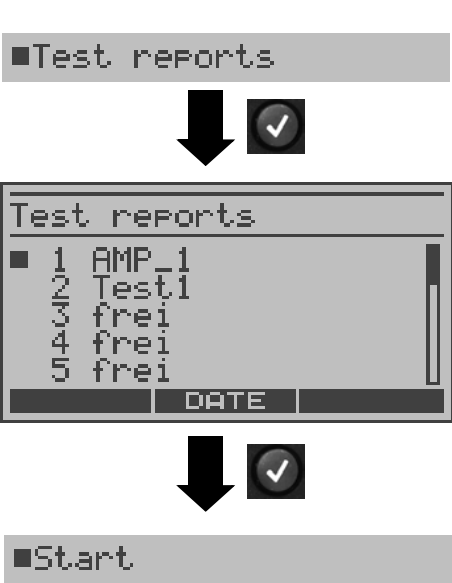 ■Test reports
Test reports
■ 1 AMP_1
2 Test1
3 frei
4 frei
5 frei
DATE
■Start